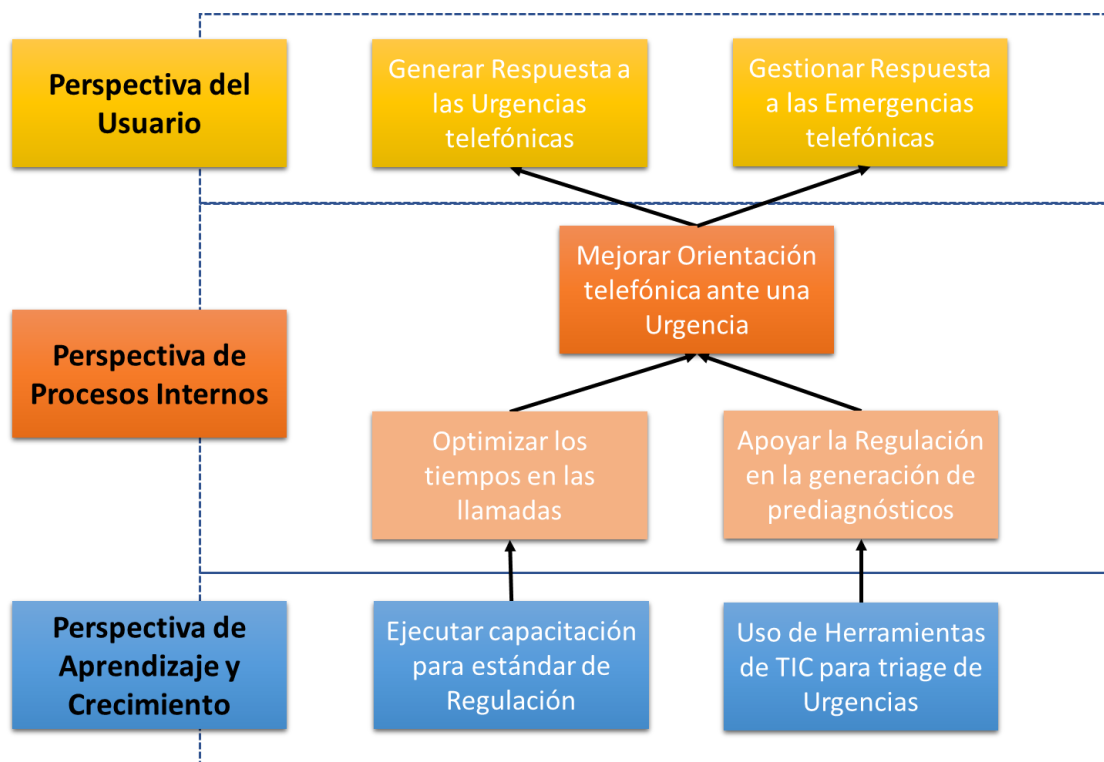 Perspectiva del
Usuario
Generar Respuesta a
las Urgencias
telefónicas
Gestionar Respuesta
a las Emergencias
telefónicas
Perspectiva de
Procesos Internos
Mejorar Orientación
telefónica ante una
Urgencia
Optimizar los
tiempos en las
llamadas
Apoyar la Regulación
en la generación de
prediagnósticos
Perspectiva de
Aprendizaje y
Crecimiento
Ejecutar capacitación
para estándar de
Regulación
Uso de Herramientas
de TIC para triage de
Urgencias